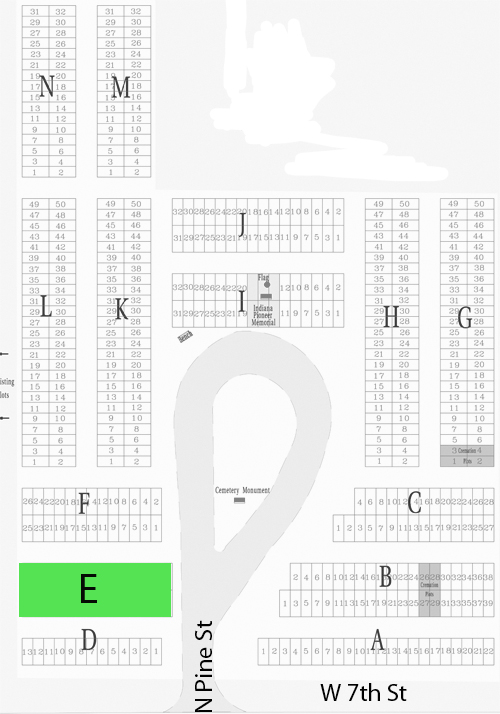 31 32 31 32
29 30 29 30
27 28 27 28
25 26 25 26
23 24 23 24
21 22 21 22
19 20 19 20
N M
17 18 17 18
15 16 15 16
13 14 13 14
11 12 11 12
9 10 9 10
7 8 7 8
5 6 5 6
3 4 3 4
1 2 1 2
49 50 49 50
47 48 47 48
45 46 45 46
43 44 43 44
41 42 41 42
39 40 39 40
37 38 37 38
35 36 35 36
33 34 33 34
31 32 31 32
L K
29 30 29 30
27 28 27 28
25 26 25 26
23 24 23 24
21 22 21 22
19 20 19 20
17 18 17 18
15 16 15 16
13 14 13 14
11 12 11 12
9 10 9 10
7 8 7 8
5 6 5 6
3 4 3 4
1 2 1 2
isting
lots
32 30 28 26 24 22 20 18 16 14 12 10 8 6 4 2
J
31 29 27 25 23 21 19 17 15 13 11 9 7 5 3 1
Flag
32 30 28 26 24 22 20 12 10 8 6 4 2
I
31 29 27 25 23 21 19 11 9 7 5 3 1
Indiana
Pioneer
Memorial
Bench
49 50 49 50
47 48 47 48
45 46 45 46
43 44 43 44
41 42 41 42
39 40 39 40
37 38 37 38
35 36 35 36
33 34 33 34
31 32 31 32
29 30 29 30
H G
27 28 27 28
25 26 25 26
23 24 23 24
21 22 21 22
19 20 19 20
17 18 17 18
15 16 15 16
13 14 13 14
11 12 11 12
9 10 9 10
7 8 7 8
5 6 5 6
3 4 3 Cremation 4
1 2 1 Plots 2
Cemetery Monument
26 24 22 20 18 16 14 12 10 8 6 4 2
F
25 23 21 19 17 15 13 11 9 7 5 3 1
4 6 8 10 12 14 16 18 20 22 24 26 28
C
1 2 3 5 7 9 11 13 15 17 19 21 23 25 27
E
2 4 6 8 10 12 14 16 18 20 22 24 26 28 30 32 34 36 38
B
Cremation
Plots
1 3 5 7 9 11 13 15 17 19 21 23 25 27 29 31 33 35 37 39
D
13 12 11 10 9 8 7 6 5 4 3 2 1
A
1 2 3 4 5 6 7 8 9 10 11 12 13 14 15 16 17 18 19 20 21 22
N Pine St
W 7th St